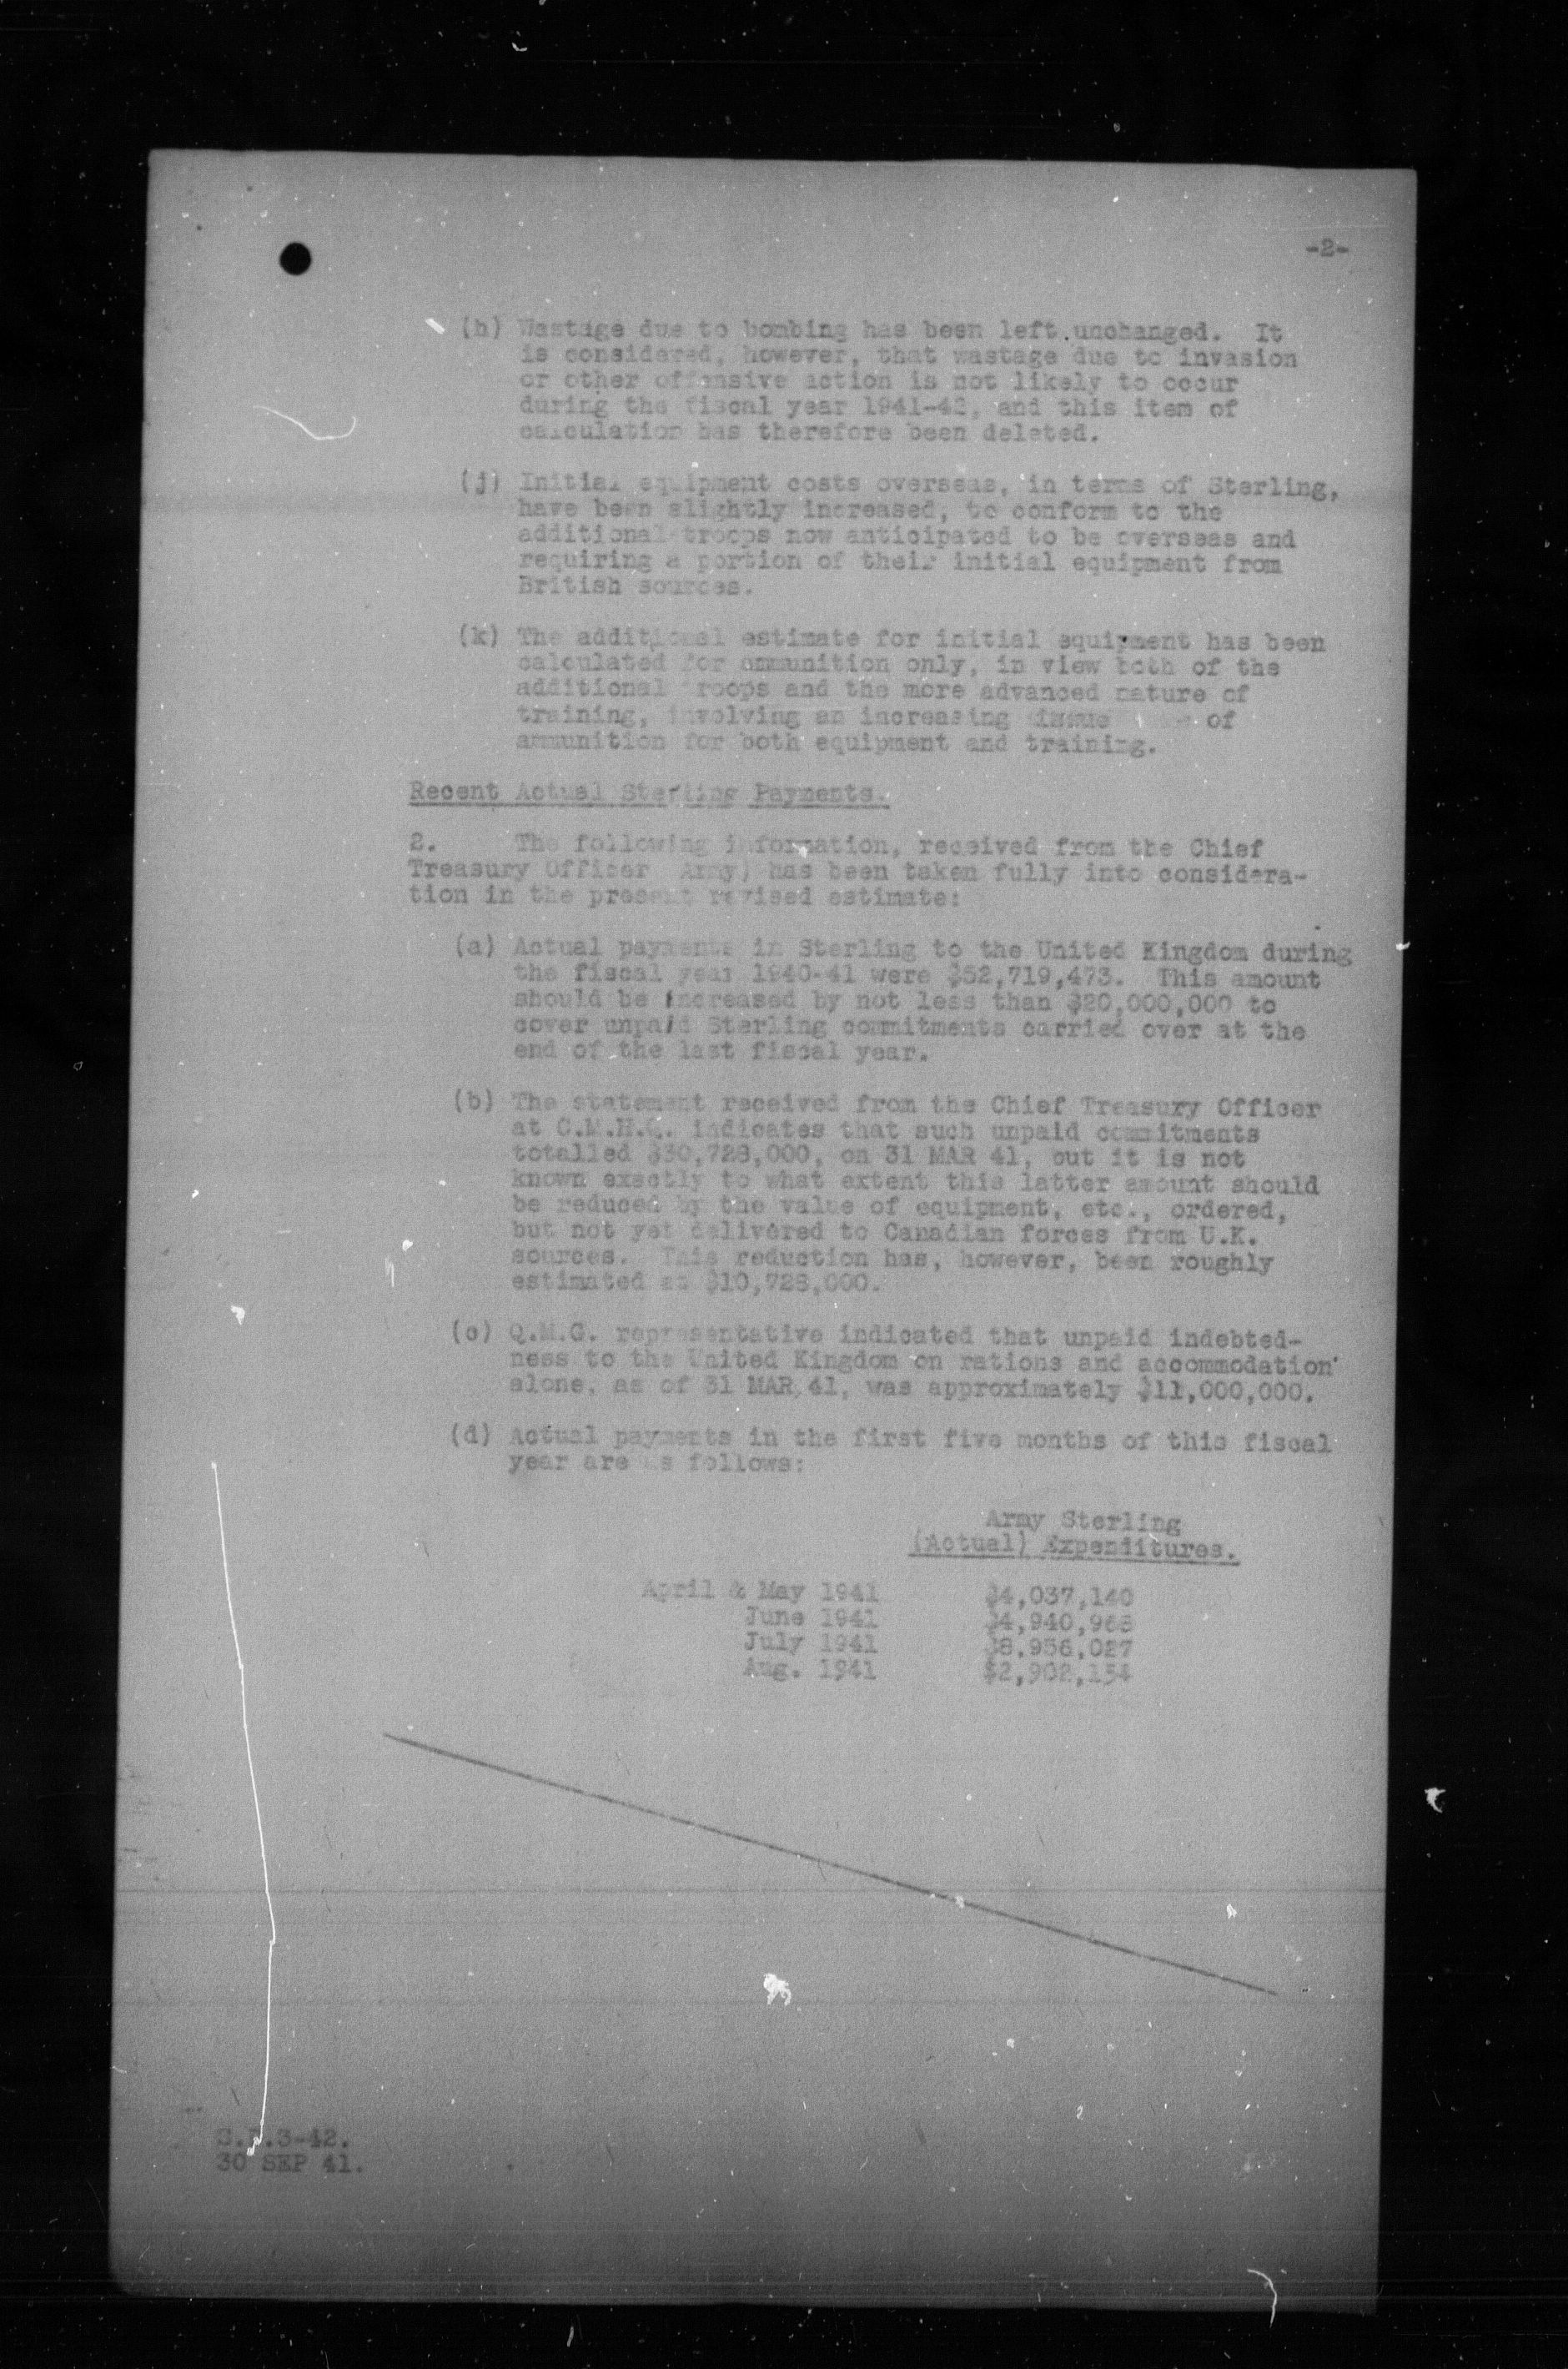 -2-
(h) Wastage due to bombing has been left unchanged. It
is considered, however, that wastage due to invasion
or other offensive action is not likely to occur
during the fiscal year 1941-42, and this item of
calculation has therefore been deleted.
(j) Initial equipment costs overseas, in terms of Sterling,
have been slightly increased, to conform to the
additional troops now anticipated to be overseas and
requiring a portion of their initial equipment from
British sources.
(k) The additional estimate for initial equipment has been
calculated for ammunition only, in view both of the
additional troops and the more advanced nature of
training, involving an increasing issue of
ammunition for both equipment and training.
Recent Actual Sterling Payments.
2. The following information, received from the Chief
Treasury Officer Army) has been taken fully into considera-
tion in the present revised estimate:
(a) Actual payments in Sterling to the United Kingdom during
the fiscal year 1940-41 were $52,719,473. This amount
should be increased by not less than $20,000,000 to
cover unpaid Sterling commitments carried over at the
end of the last fiscal year.
(b) The statement received from the Chief Treasury Officer
at C.M.H.Q. indicates that such unpaid commitments
totalled $30,728,000, on 31 MAR 41, but it is not
known exactly to what extent this latter amount should
be reduced by the value of equipment, etc., ordered,
but not yet delivered to Canadian forces from U.K.
sources. This reduction has, however, been roughly
estimated at $10,728,000.
(c) Q.M.G. representative indicated that unpaid indebted-
ness to the United Kingdom on rations and accommodation
alone, as of 31 MAR 41, was approximately $11,000,000.
(d) Actual payments in the first five months of this fiscal
year are as follows:
Army Sterling
(Actual) Expenditures.
April & May 1941 $4,037,140
June 1941 $4,940,968
July 1941 $8,956,027
Aug. 1941 $2,902,154
3-42.
30 SEP 41.